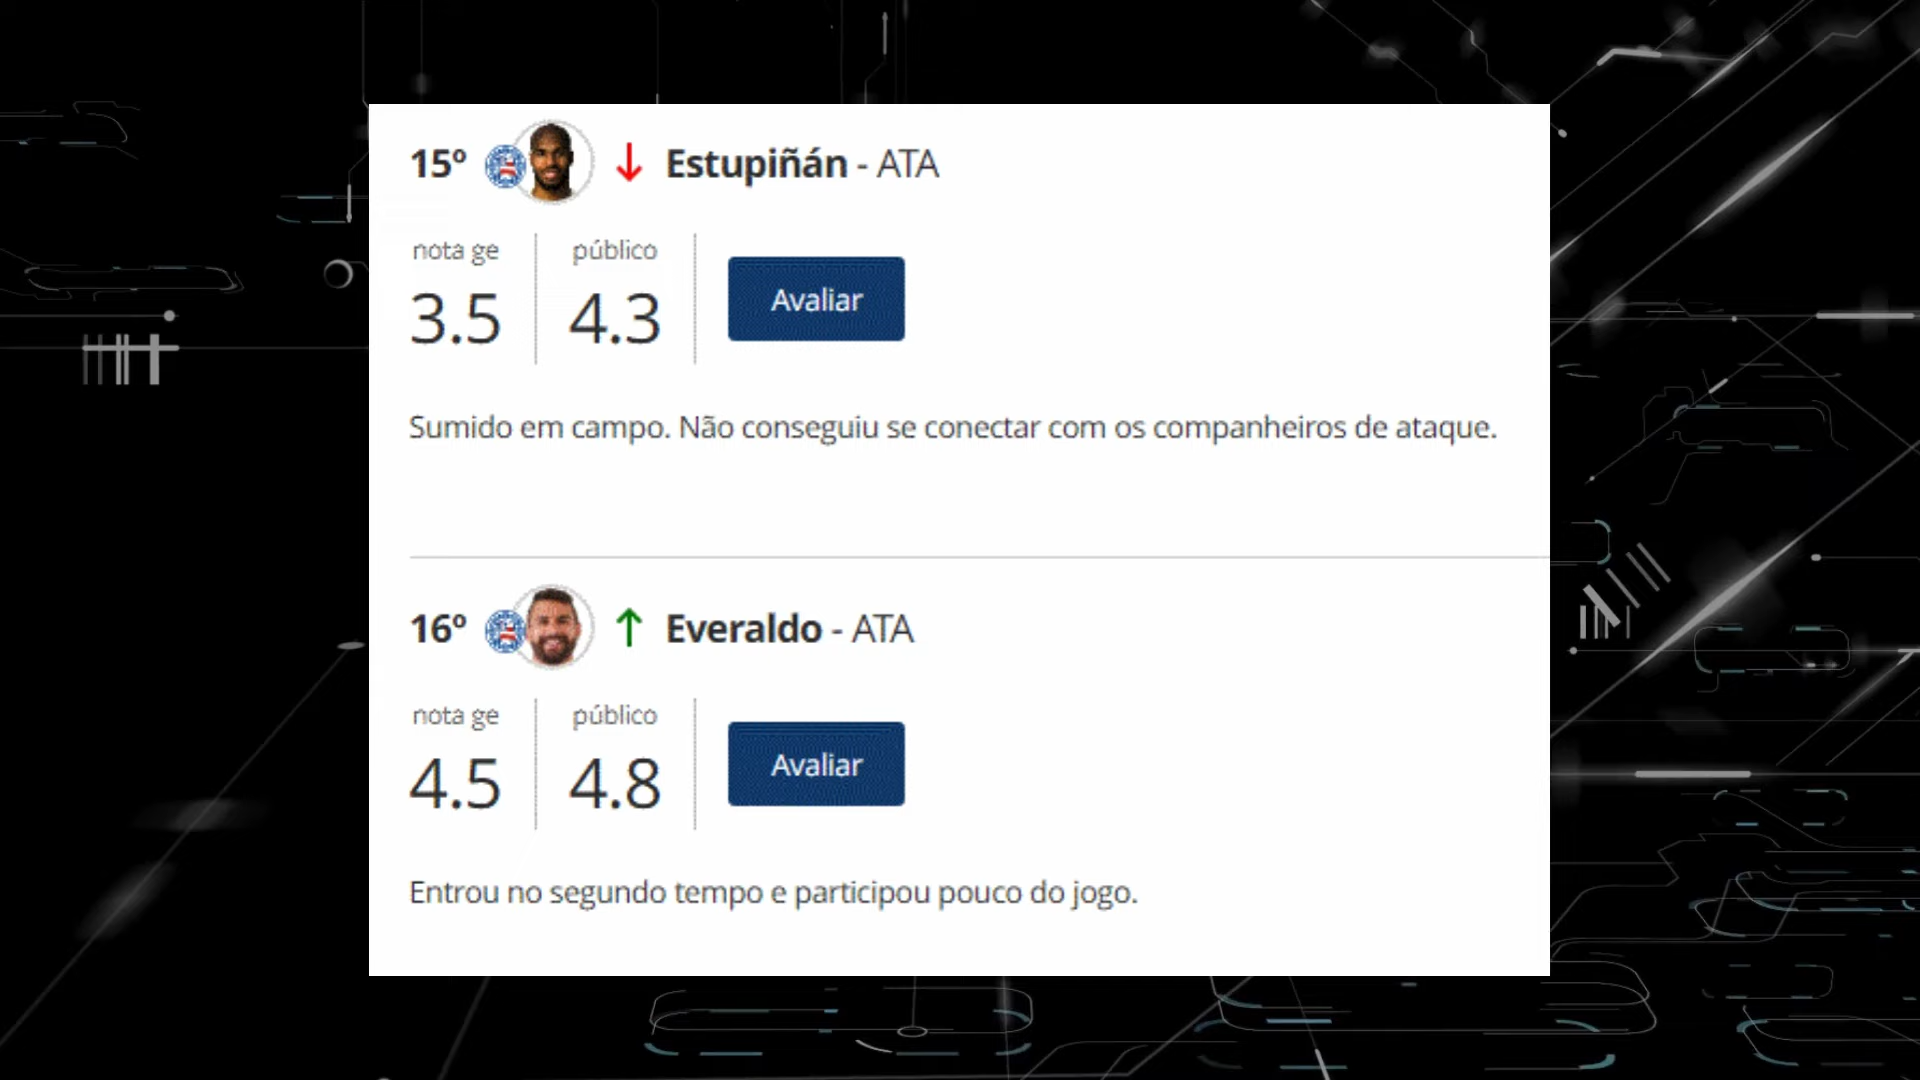 15º Estupiñán - ATA
nota ge público
3.5 4.3 Avaliar
Sumido em campo. Não conseguiu se conectar com os companheiros de ataque.
16º Everaldo - ATA
nota ge público
4.5 4.8 Avaliar
Entrou no segundo tempo e participou pouco do jogo.